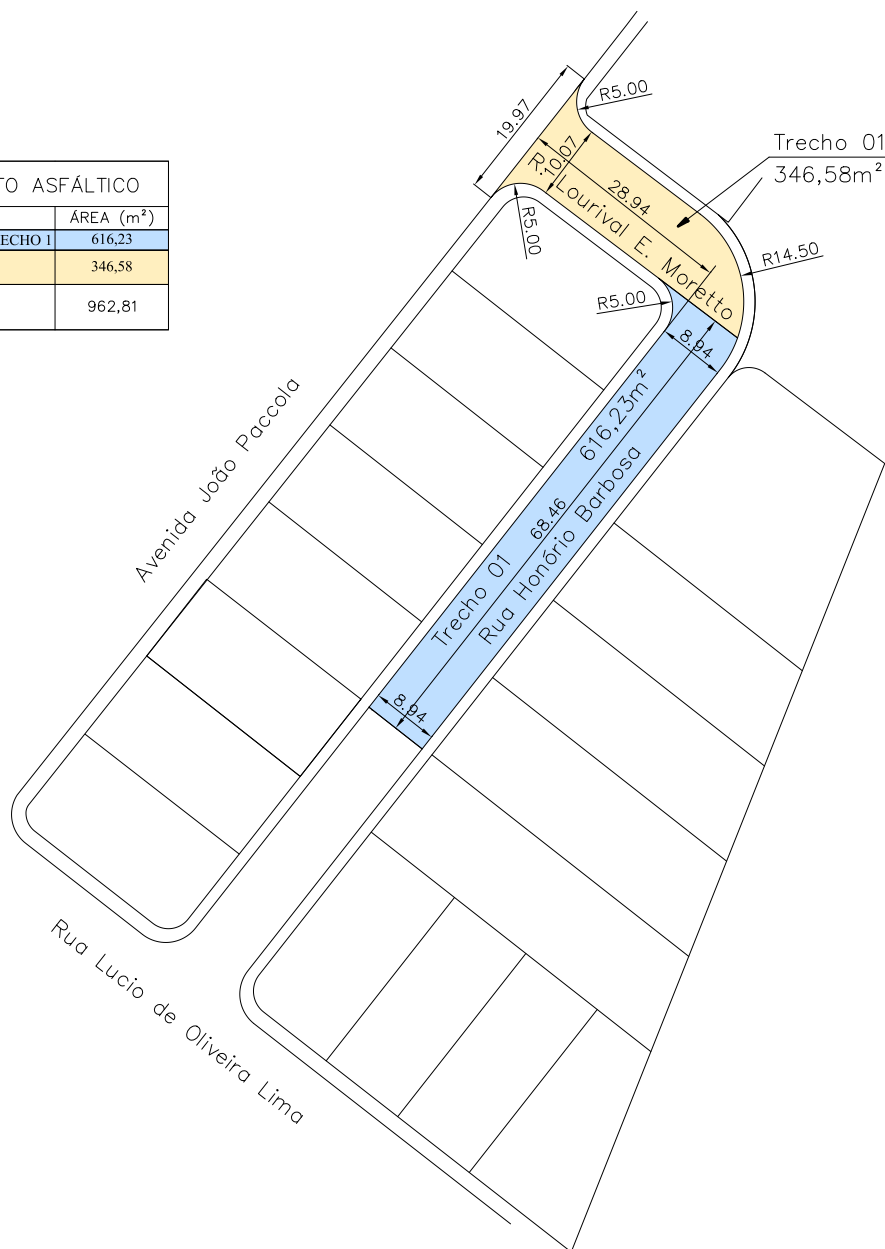 TO ASFÁLTICO
ÁREA (m²)
ECHO 1 616,23
346,58
962,81
19.97
R5.00
10.07
R. Lourival E. Moretto
28.94
R5.00
Trecho 01
346,58m²
R14.50
R5.00
8.94
616,23m²
68.46
Trecho 01
Rua Honório Barbosa
8.94
Avenida João Paccola
Rua Lucio de Oliveira Lima